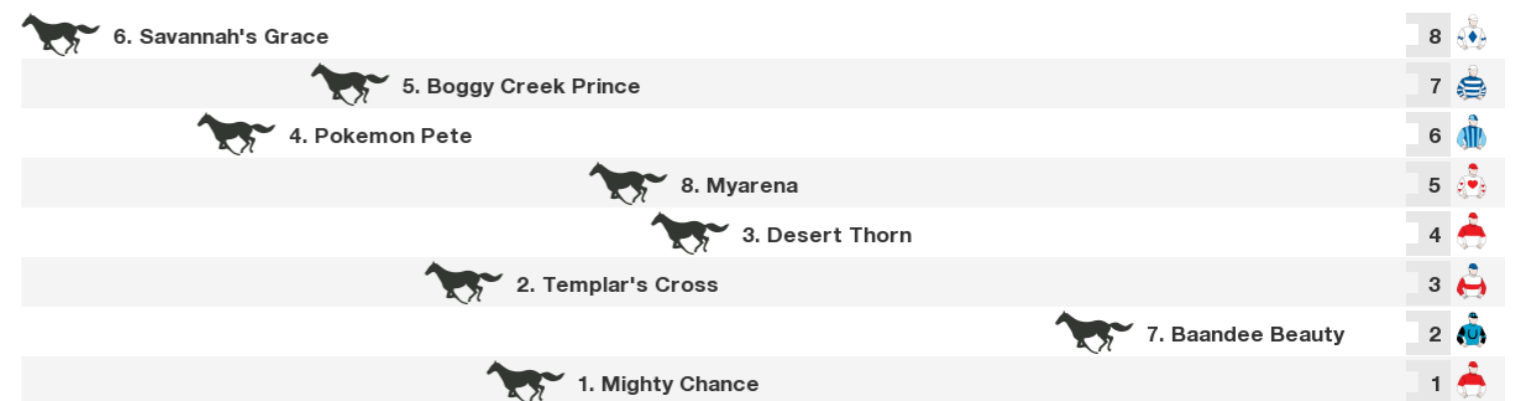 6. Savannah's Grace 8
5. Boggy Creek Prince 7
4. Pokemon Pete 6
8. Myarena 5
3. Desert Thorn 4
2. Templar's Cross 3
7. Baandee Beauty 2
1. Mighty Chance 1